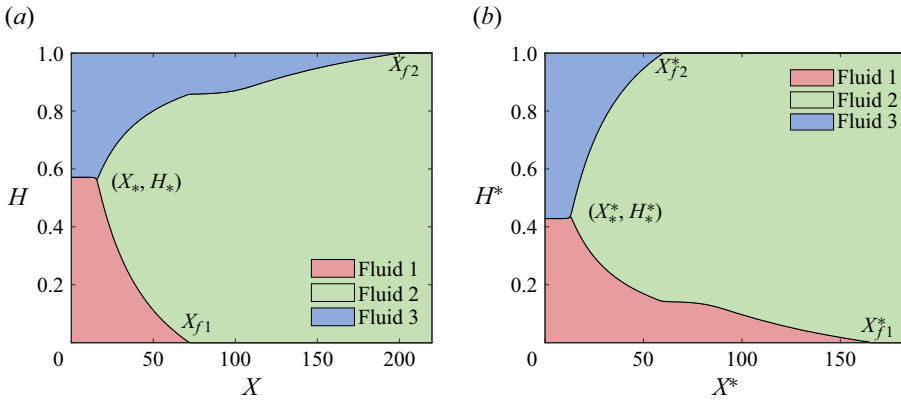 (a)
1.0
0.8
0.6
0.4
0.2
H
0
50
100
150
200
X
X_{f2}
(X_*, H_*)
X_{f1}
Fluid 1
Fluid 2
Fluid 3
(b)
1.0
0.8
0.6
0.4
0.2
H*
0
50
100
150
X*
X^*_{f2}
Fluid 1
Fluid 2
Fluid 3
(X^*_*, H^*_*)
X^*_{f1}